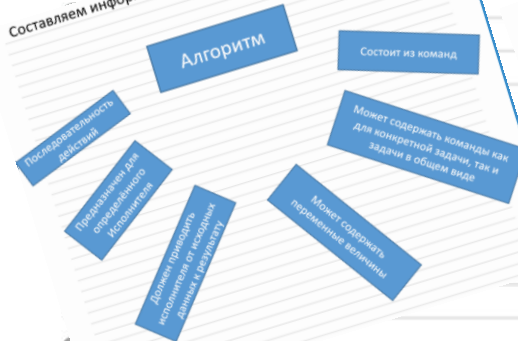 Составляем инфор
Алгоритм
Состоит из команд
Последовательность
действий
Предназначен для
определённого
Исполнителя
Должен приводить
исполнителя от исходных
данных к результату
Может содержать
переменные величины
Может содержать команды как
для конкретной задачи, так и
задачи в общем виде